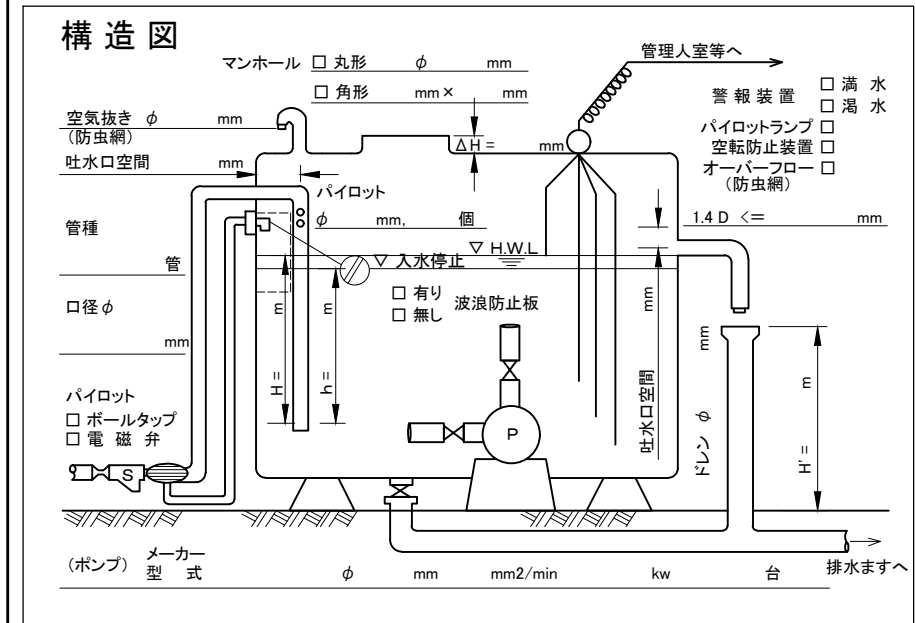 構造図
マンホール □ 丸形 φ mm
□ 角形 mm× mm
管理人室等へ
警報装置 □ 満水
□ 渇水
パイロットランプ □
空転防止装置 □
オーバーフロー □
(防虫網)
空気抜き φ mm
(防虫網)
吐水口空間 mm
ΔH= mm
パイロット
φ mm, 個
1.4 D <= mm
管種
管
▽ H.W.L
▽ 入水停止
□ 有り
□ 無し
波浪防止板
口径φ
mm
H= m
h= m
mm
吐水口空間
ドレン φ mm
H'= m
パイロット
□ ボールタップ
□ 電磁弁
S
P
(ポンプ) メーカー
型式 φ mm mm2/min kw 台
排水ますへ